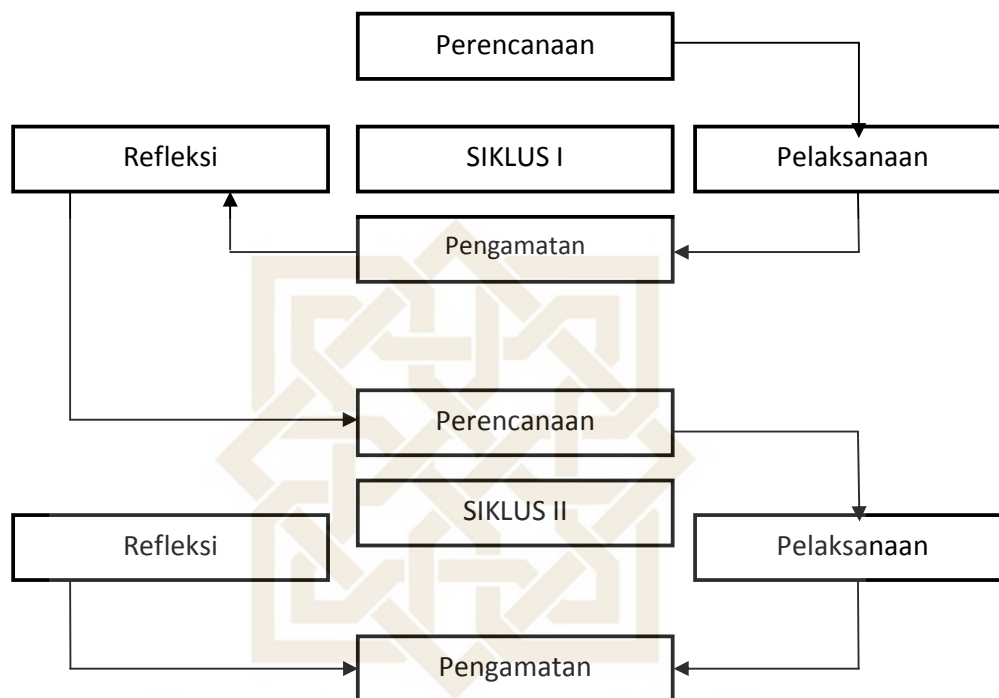 Perencanaan
Refleksi
SIKLUS I
Pelaksanaan
Pengamatan
Perencanaan
SIKLUS II
Refleksi
Pelaksanaan
Pengamatan